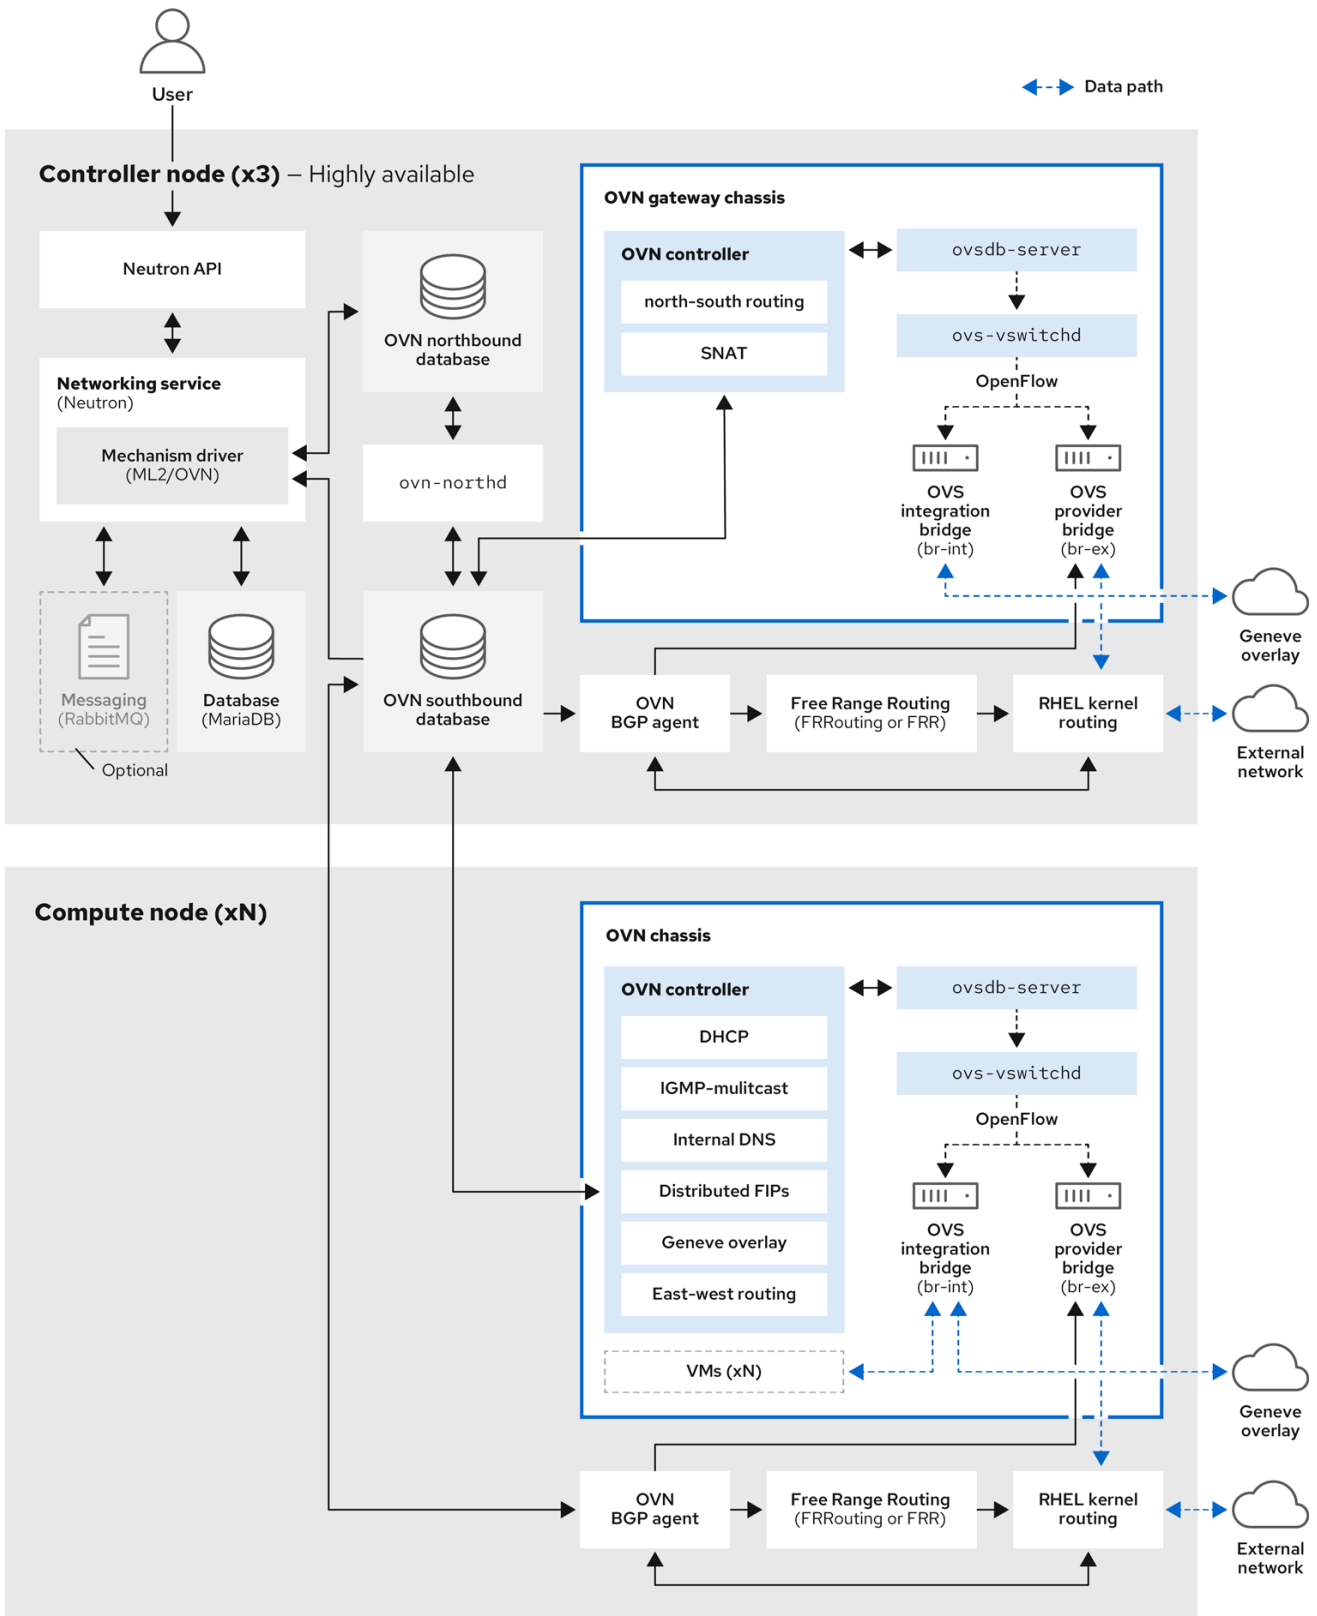 User
Data path
Controller node (x3) – Highly available
Neutron API
Networking service
(Neutron)
Mechanism driver
(ML2/OVN)
Messaging
(RabbitMQ)
Optional
Database
(MariaDB)
OVN northbound
database
ovn-northd
OVN southbound
database
OVN gateway chassis
OVN controller
north-south routing
SNAT
ovsdb-server
ovs-vswitchd
OpenFlow
OVS
integration
bridge
(br-int)
OVS
provider
bridge
(br-ex)
Geneve
overlay
OVN
BGP agent
Free Range Routing
(FRRouting or FRR)
RHEL kernel
routing
External
network
Compute node (xN)
OVN chassis
OVN controller
DHCP
IGMP-mulitcast
Internal DNS
Distributed FIPs
Geneve overlay
East-west routing
VMs (xN)
ovsdb-server
ovs-vswitchd
OpenFlow
OVS
integration
bridge
(br-int)
OVS
provider
bridge
(br-ex)
Geneve
overlay
OVN
BGP agent
Free Range Routing
(FRRouting or FRR)
RHEL kernel
routing
External
network